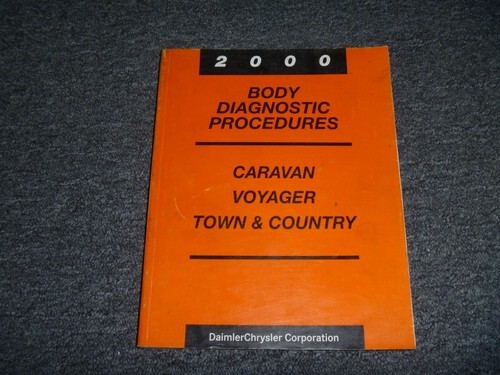 2000
BODY
DIAGNOSTIC
PROCEDURES
CARAVAN
VOYAGER
TOWN & COUNTRY
DaimlerChrysler Corporation